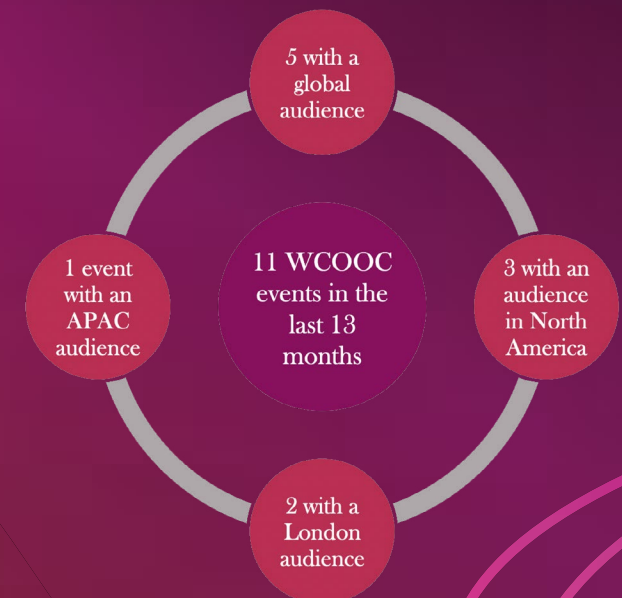 5 with a
global
audience
1 event
with an
APAC
audience
11 WCOOC
events in the
last 13
months
3 with an
audience
in North
America
2 with a
London
audience